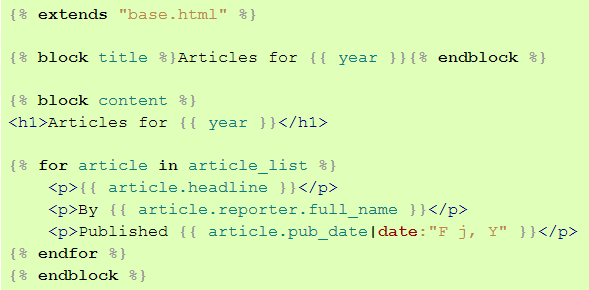 {% extends "base.html" %}
{% block title %}Articles for {{ year }}{% endblock %}
{% block content %}
<h1>Articles for {{ year }}</h1>
{% for article in article_list %}
    <p>{{ article.headline }}</p>
    <p>By {{ article.reporter.full_name }}</p>
    <p>Published {{ article.pub_date|date:"F j, Y" }}</p>
{% endfor %}
{% endblock %}